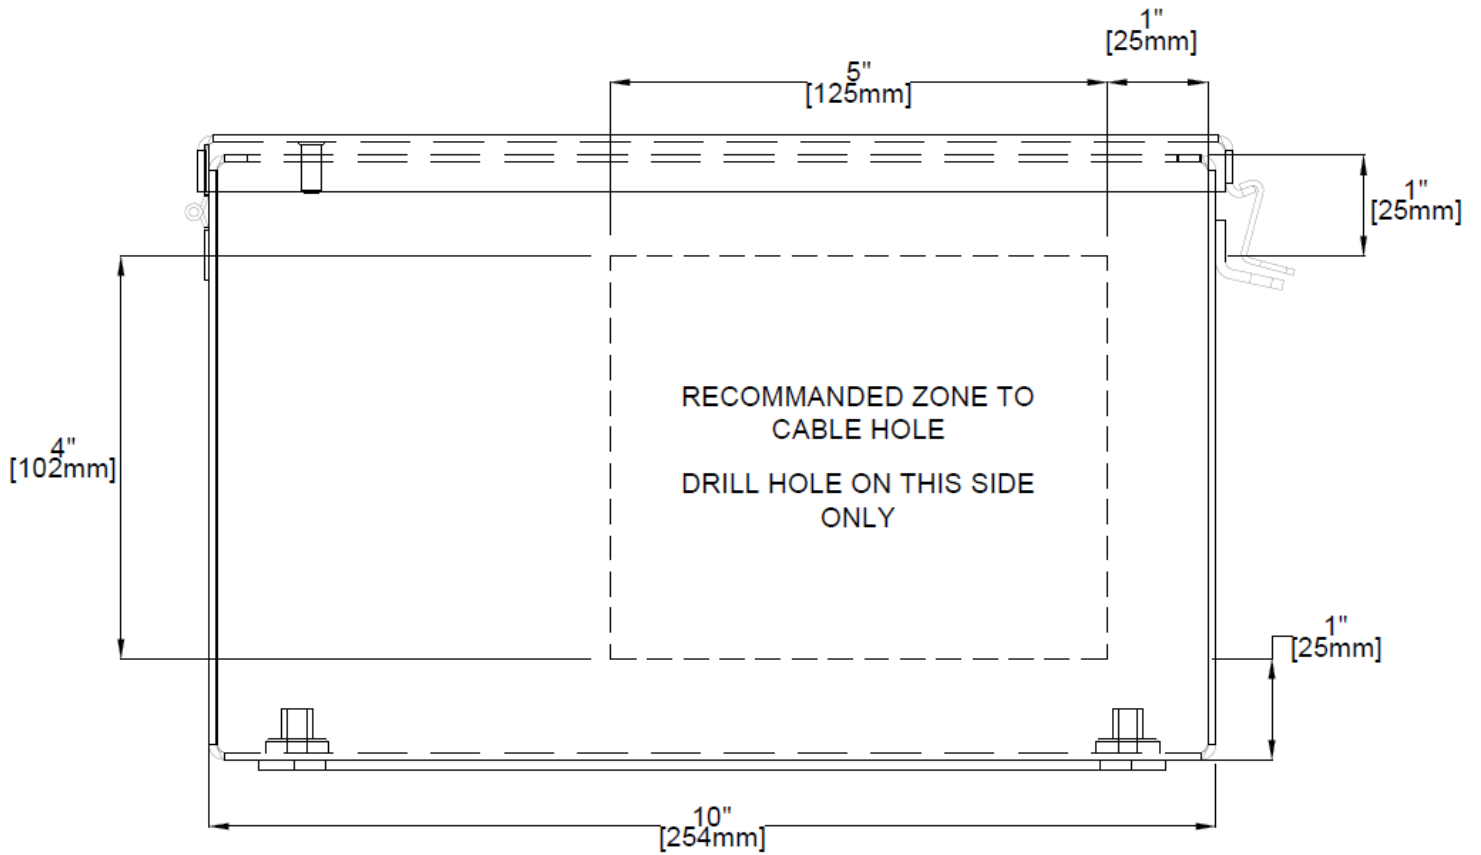 1"
[25mm]
5"
[125mm]
1"
[25mm]
RECOMMANDED ZONE TO
CABLE HOLE
DRILL HOLE ON THIS SIDE
ONLY
4"
[102mm]
1"
[25mm]
10"
[254mm]